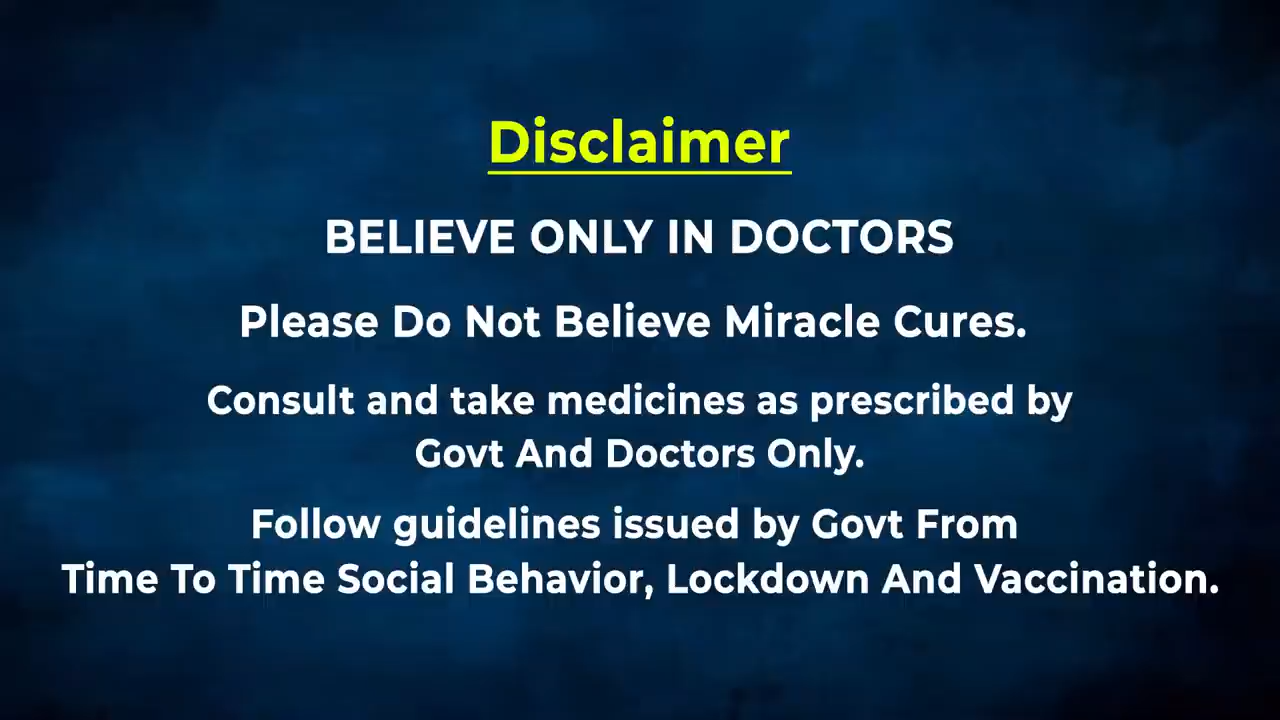 Disclaimer
BELIEVE ONLY IN DOCTORS
Please Do Not Believe Miracle Cures.
Consult and take medicines as prescribed by
Govt And Doctors Only.
Follow guidelines issued by Govt From
Time To Time Social Behavior, Lockdown And Vaccination.